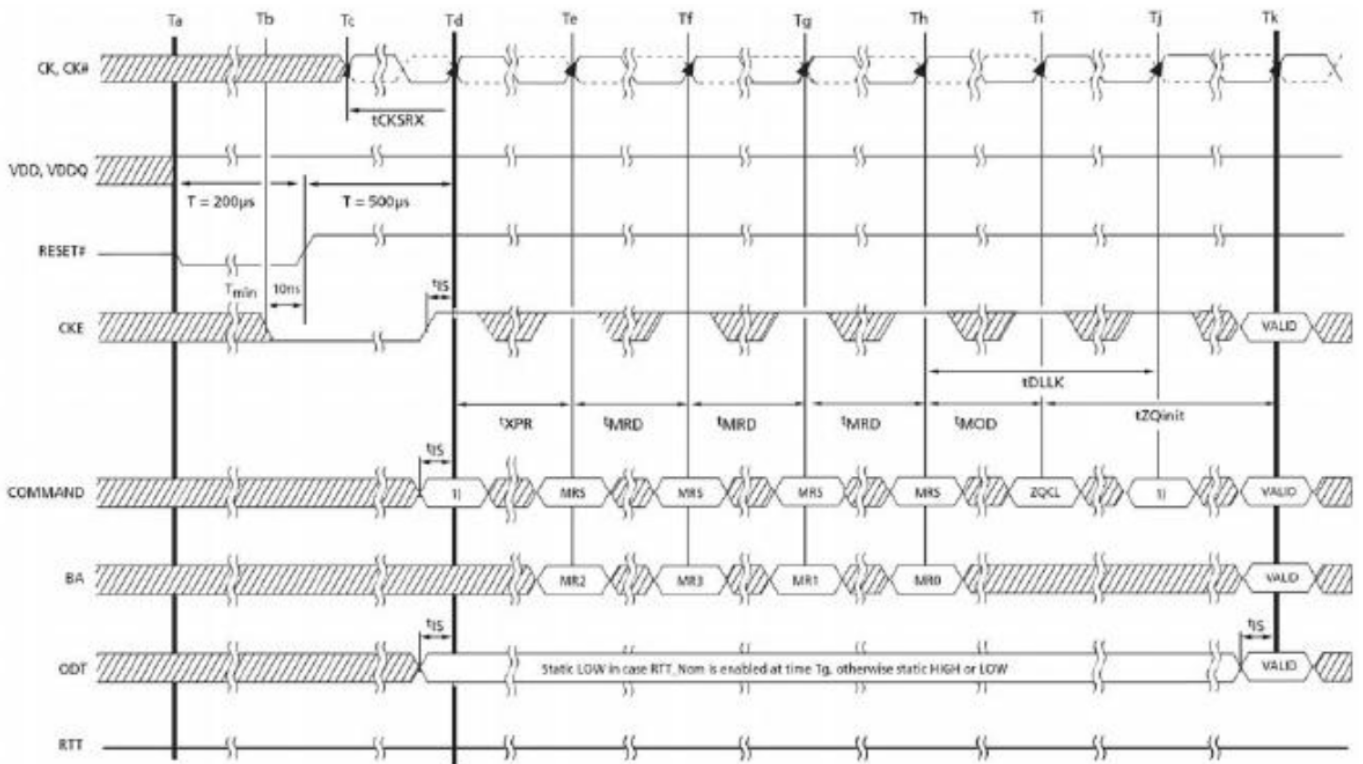 Ta Tb Tc Td Te Tf Tg Th Ti Tj Tk
CK, CK#
tCKSRX
VDD, VDDQ
T = 200μs T = 500μs
RESET#
Tmin 10ns tIS
CKE VALID
tDLLK
tXPR tMRD tMRD tMRD tMOD tZQinit
tIS
COMMAND 1) MRS MRS MRS MRS ZQCL 1) VALID
BA MR2 MR3 MR1 MR0 VALID
tIS tIS
ODT Static LOW in case RTT_Nom is enabled at time Tg, otherwise static HIGH or LOW VALID
RTT